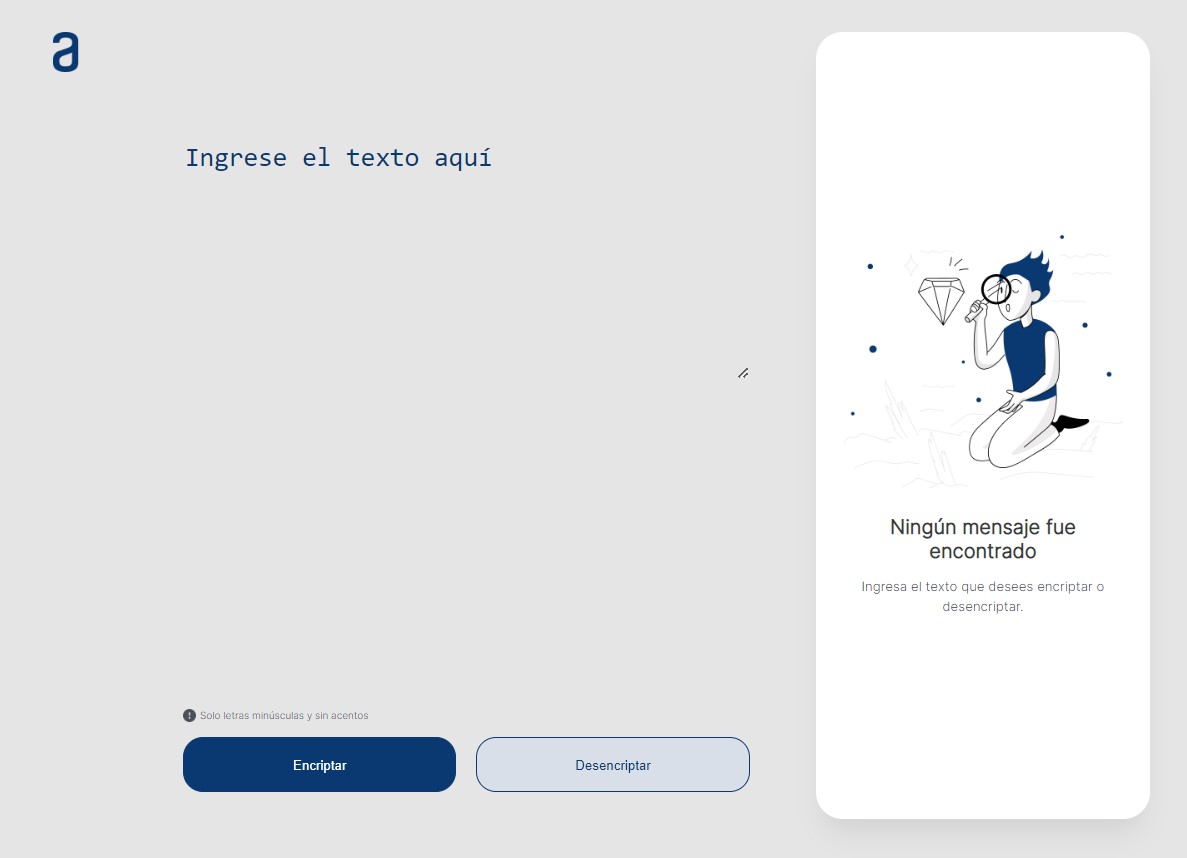 a
Ingrese el texto aquí
Ningún mensaje fue
encontrado
Ingresa el texto que desees encriptar o
desencriptar.
Solo letras minúsculas y sin acentos
Encriptar
Desencriptar